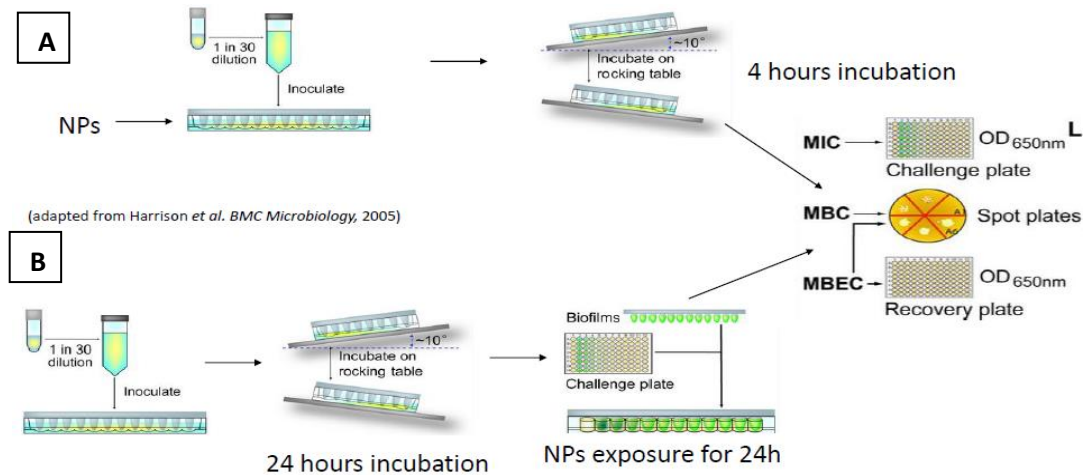 A
1 in 30
dilution
Inoculate
NPs
~10°
Incubate on
rocking table
4 hours incubation
MIC
OD650nm L
Challenge plate
MBC
Spot plates
MBEC
OD650nm
Recovery plate
(adapted from Harrison et al. BMC Microbiology, 2005)
B
1 in 30
dilution
Inoculate
~10°
Incubate on
rocking table
24 hours incubation
Biofilms
Challenge plate
NPs exposure for 24h